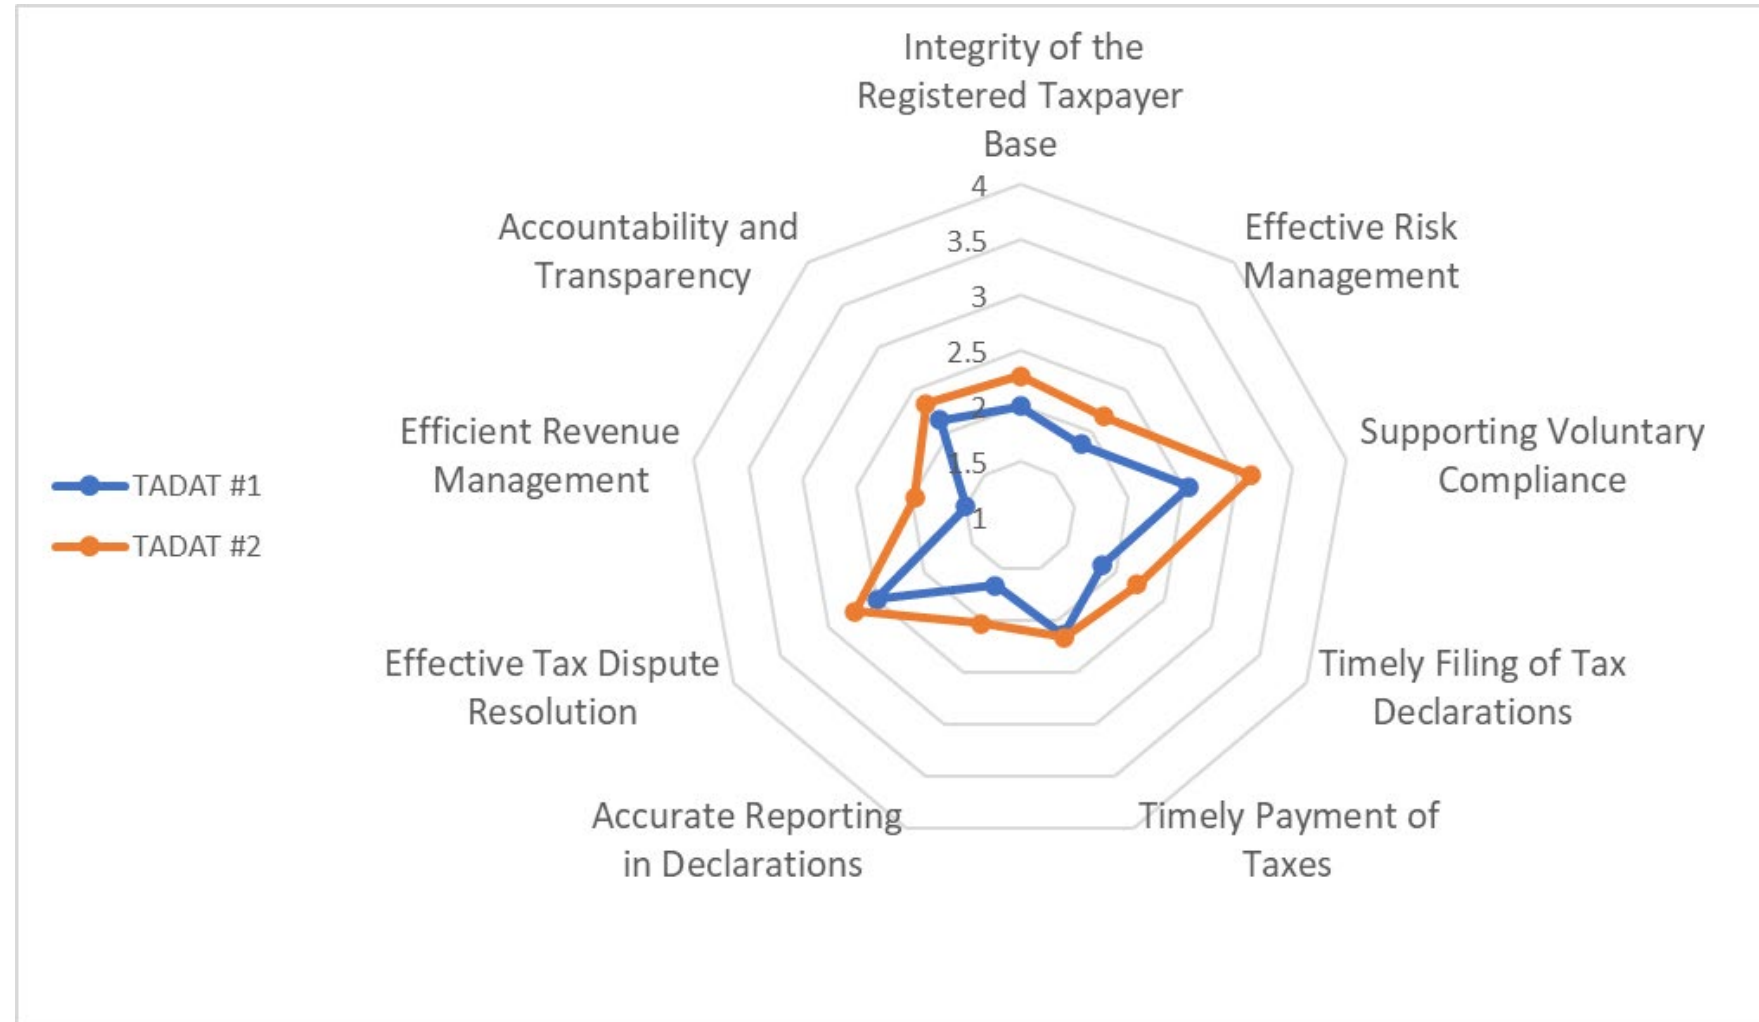 Integrity of the
Registered Taxpayer
Base
4
3.5
3
2.5
2
1.5
1
Effective Risk
Management
Supporting Voluntary
Compliance
Timely Filing of Tax
Declarations
Timely Payment of
Taxes
Accurate Reporting
in Declarations
Effective Tax Dispute
Resolution
Efficient Revenue
Management
Accountability and
Transparency
TADAT #1
TADAT #2